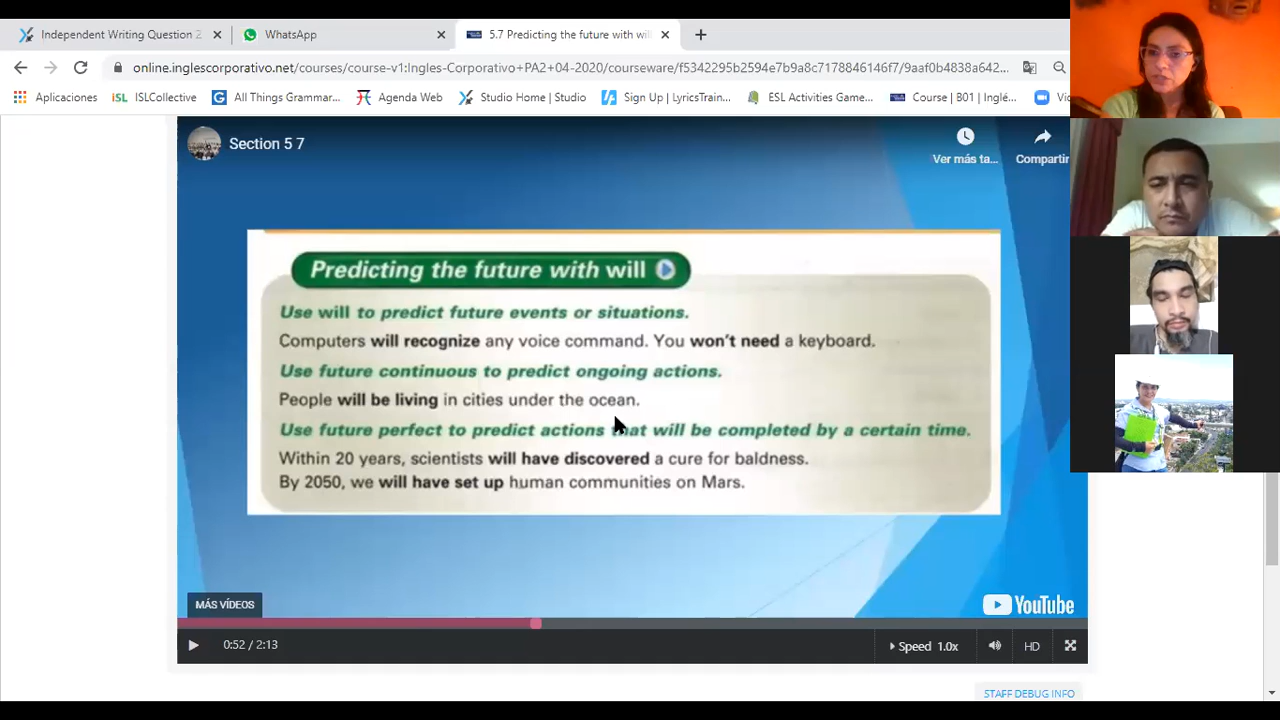 Independent Writing Question 2
WhatsApp
5.7 Predicting the future with wil
online.inglescorporativo.net/courses/course-v1:Ingles-Corporativo+PA2+04-2020/courseware/f5342295b2594e7b9a8c7178846146f7/9aaf0b4838a642...
Aplicaciones
iSL ISLCollective
All Things Grammar...
Agenda Web
Studio Home | Studio
Sign Up | LyricsTrain...
ESL Activities Game...
Course | B01 | Inglé...
Section 5 7
Ver más ta...
Compartir
Predicting the future with will
Use will to predict future events or situations.
Computers will recognize any voice command. You won't need a keyboard.
Use future continuous to predict ongoing actions.
People will be living in cities under the ocean.
Use future perfect to predict actions that will be completed by a certain time.
Within 20 years, scientists will have discovered a cure for baldness.
By 2050, we will have set up human communities on Mars.
MÁS VÍDEOS
YouTube
0:52 / 2:13
Speed 1.0x
HD
STAFF DEBUG INFO